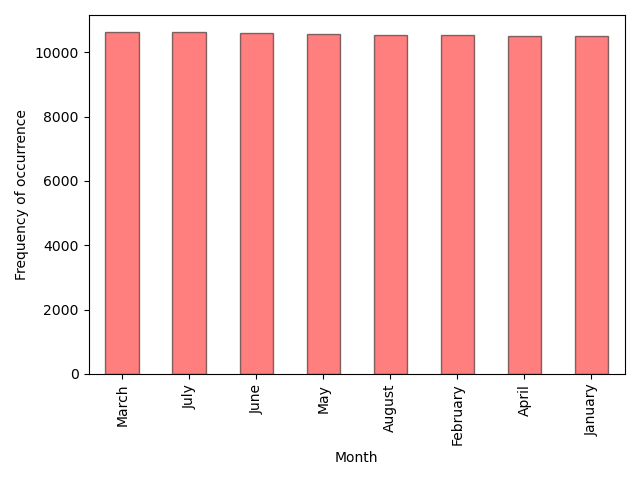 Frequency of occurrence
10000
8000
6000
4000
2000
0
March
July
June
May
August
February
April
January
Month